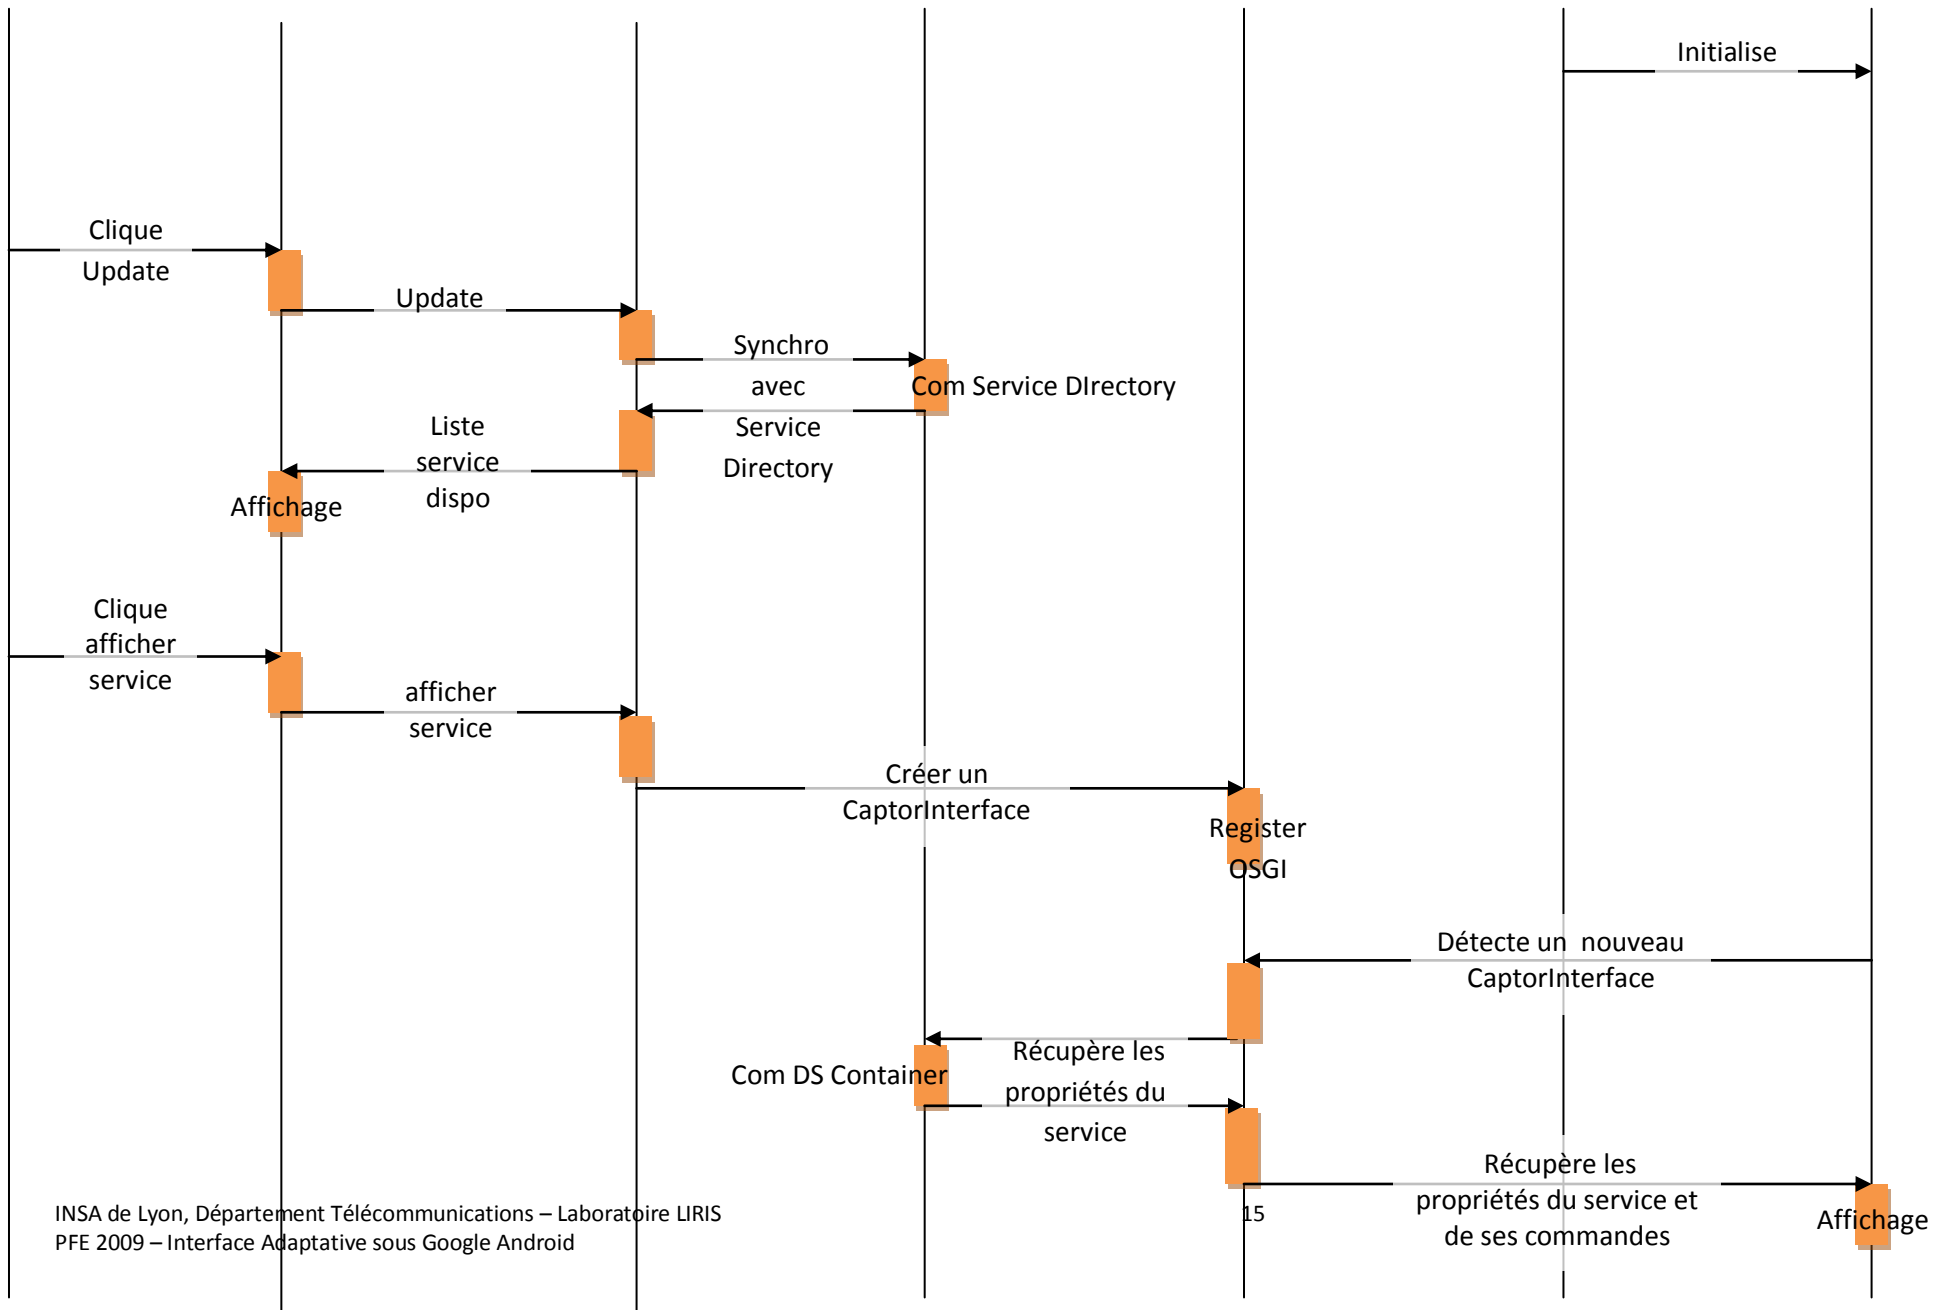 Initialise
Clique
Update
Update
Synchro
avec
Service
Directory
Com Service DIrectory
Liste
service
dispo
Affichage
Clique
afficher
service
afficher
service
Créer un
CaptorInterface
Register
OSGI
Détecte un nouveau
CaptorInterface
Récupère les
propriétés du
service
Com DS Container
Récupère les
propriétés du service et
de ses commandes
Affichage
INSA de Lyon, Département Télécommunications – Laboratoire LIRIS
15
PFE 2009 – Interface Adaptative sous Google Android